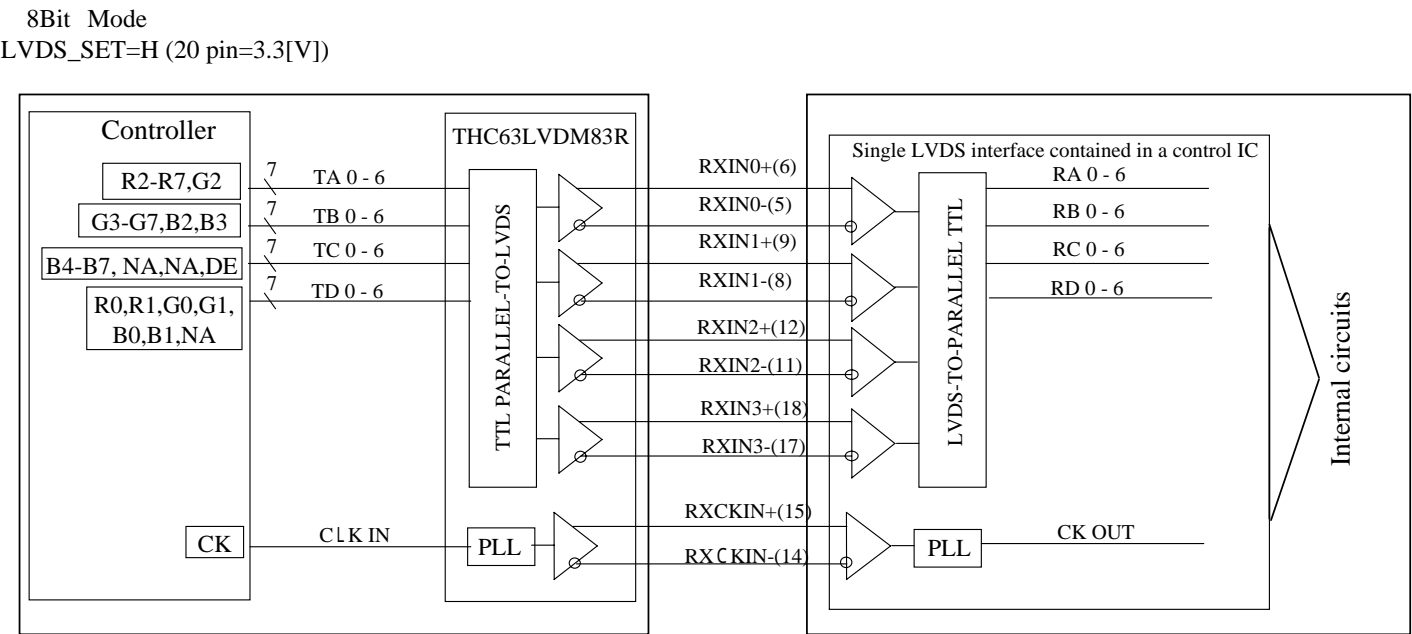 8Bit Mode
LVDS_SET=H (20 pin=3.3[V])
Controller
R2-R7,G2
G3-G7,B2,B3
B4-B7, NA,NA,DE
R0,R1,G0,G1,
B0,B1,NA
CK
7
TA 0 - 6
7
TB 0 - 6
7
TC 0 - 6
7
TD 0 - 6
CLK IN
THC63LVDM83R
TTL PARALLEL-TO-LVDS
PLL
RXIN0+(6)
RXIN0-(5)
RXIN1+(9)
RXIN1-(8)
RXIN2+(12)
RXIN2-(11)
RXIN3+(18)
RXIN3-(17)
RXCKIN+(15)
RXCKIN-(14)
Single LVDS interface contained in a control IC
LVDS-TO-PARALLEL TTL
PLL
RA 0 - 6
RB 0 - 6
RC 0 - 6
RD 0 - 6
CK OUT
Internal circuits